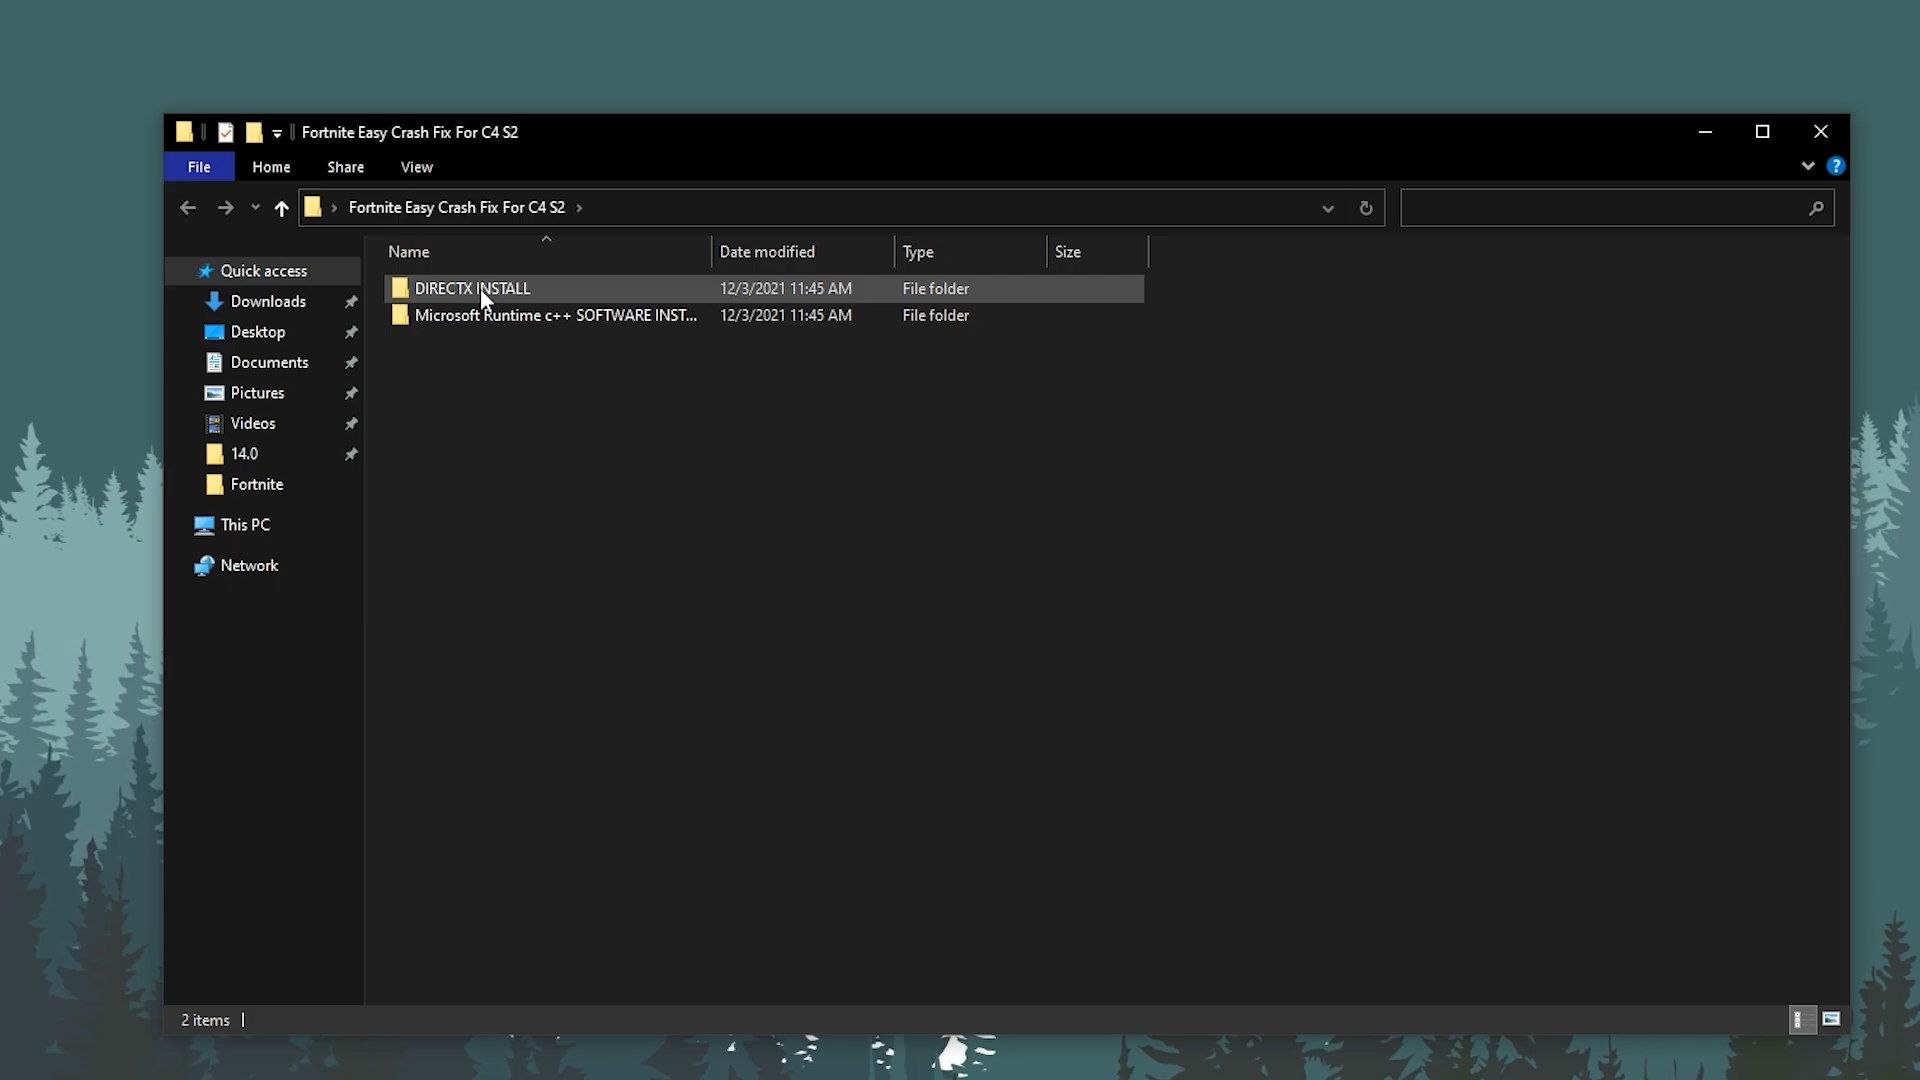 Fortnite Easy Crash Fix For C4 S2
File Home Share View
?
Fortnite Easy Crash Fix For C4 S2
Name Date modified Type Size
Quick access
Downloads
Desktop
Documents
Pictures
Videos
14.0
Fortnite
This PC
Network
DIRECTX INSTALL 12/3/2021 11:45 AM File folder
Microsoft Runtime c++ SOFTWARE INST... 12/3/2021 11:45 AM File folder
2 items